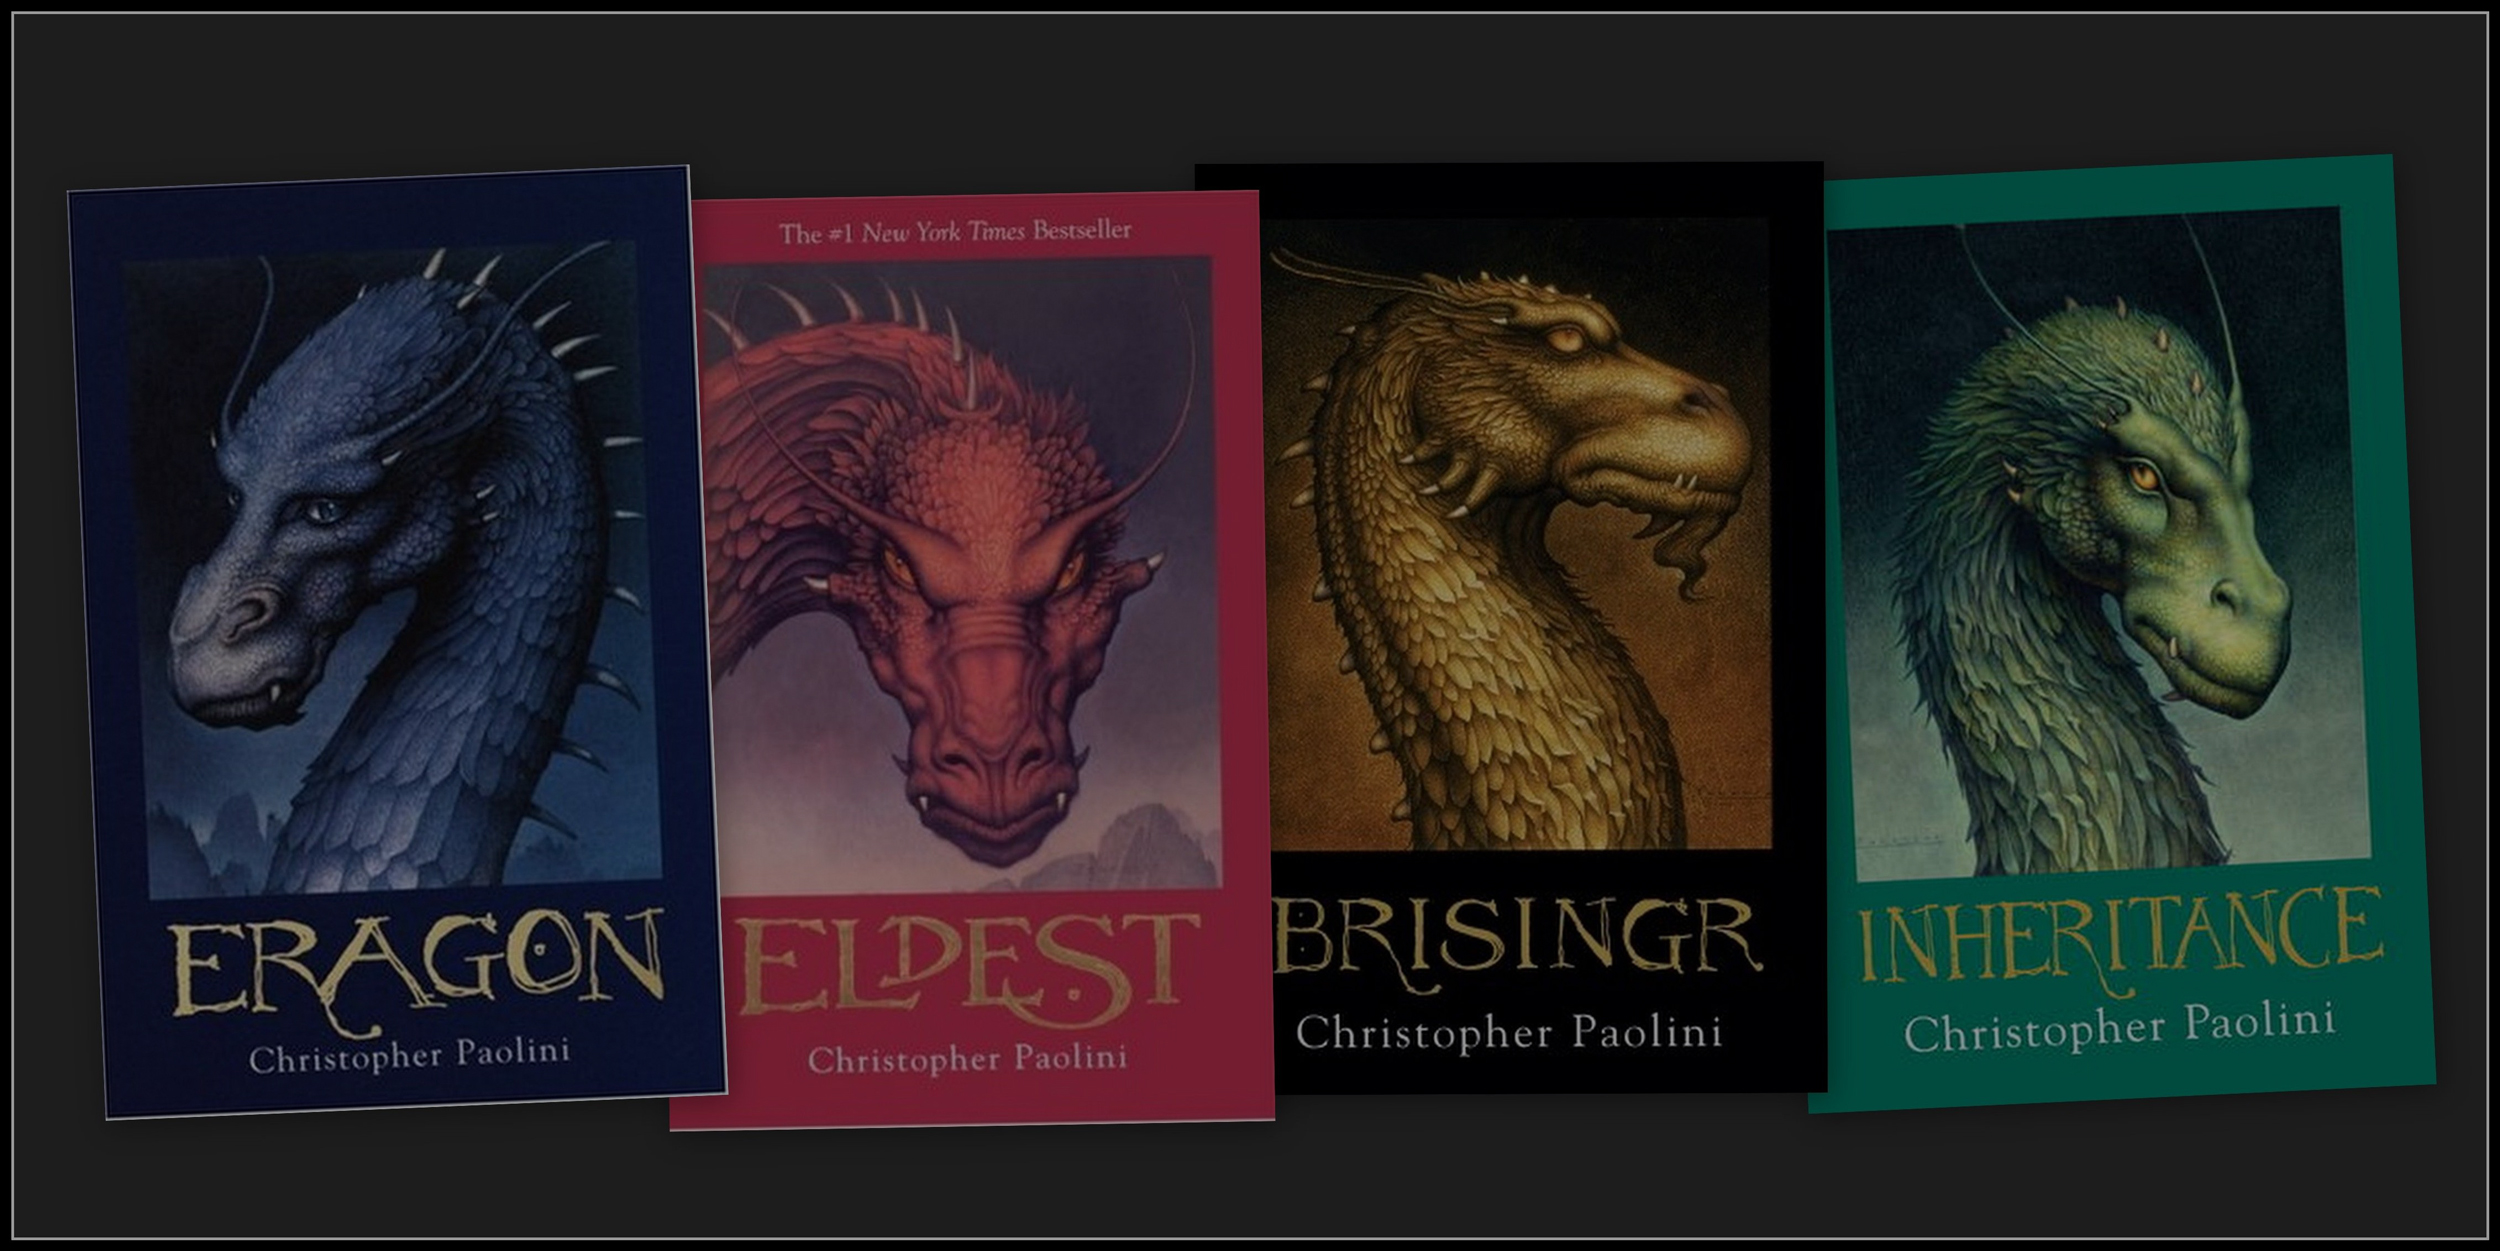 ERAGON
Christopher Paolini
The #1 New York Times Bestseller
ELDEST
Christopher Paolini
BRISINGR
Christopher Paolini
INHERITANCE
Christopher Paolini